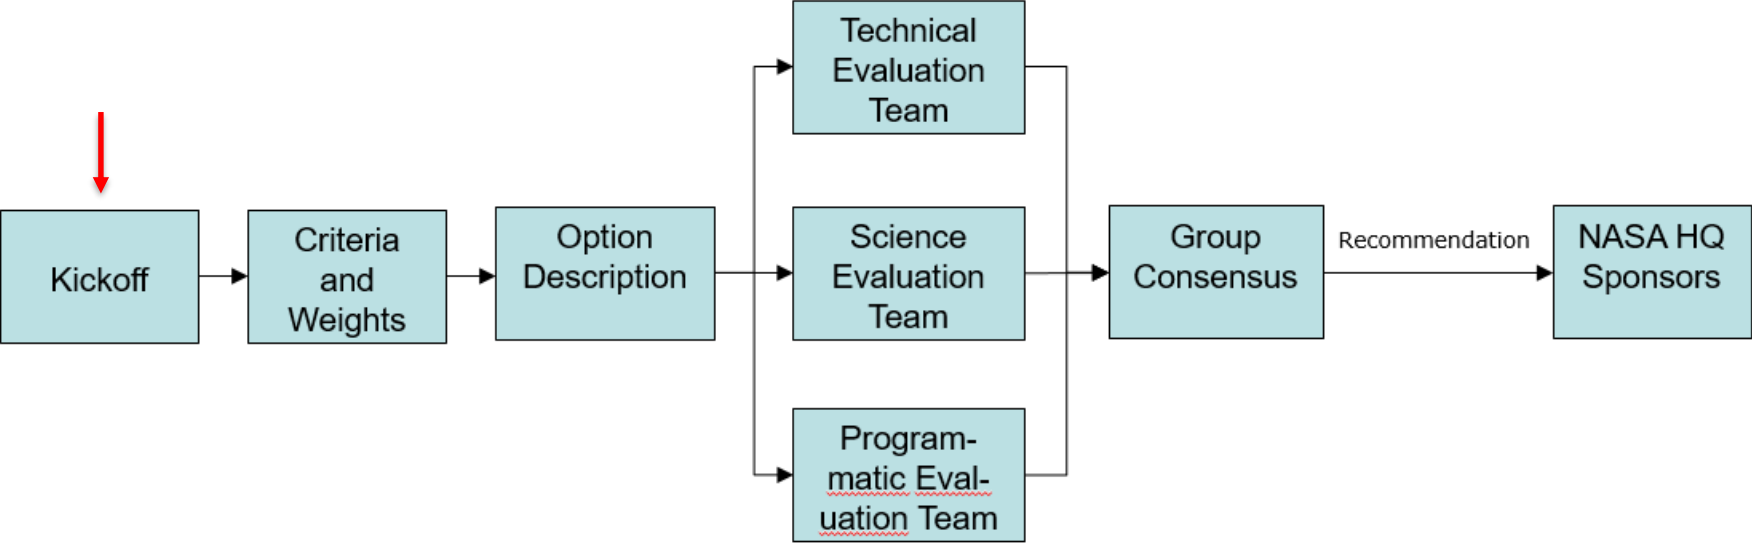 Kickoff
Criteria
and
Weights
Option
Description
Technical
Evaluation
Team
Science
Evaluation
Team
Program-
matic Eval-
uation Team
Group
Consensus
Recommendation
NASA HQ
Sponsors